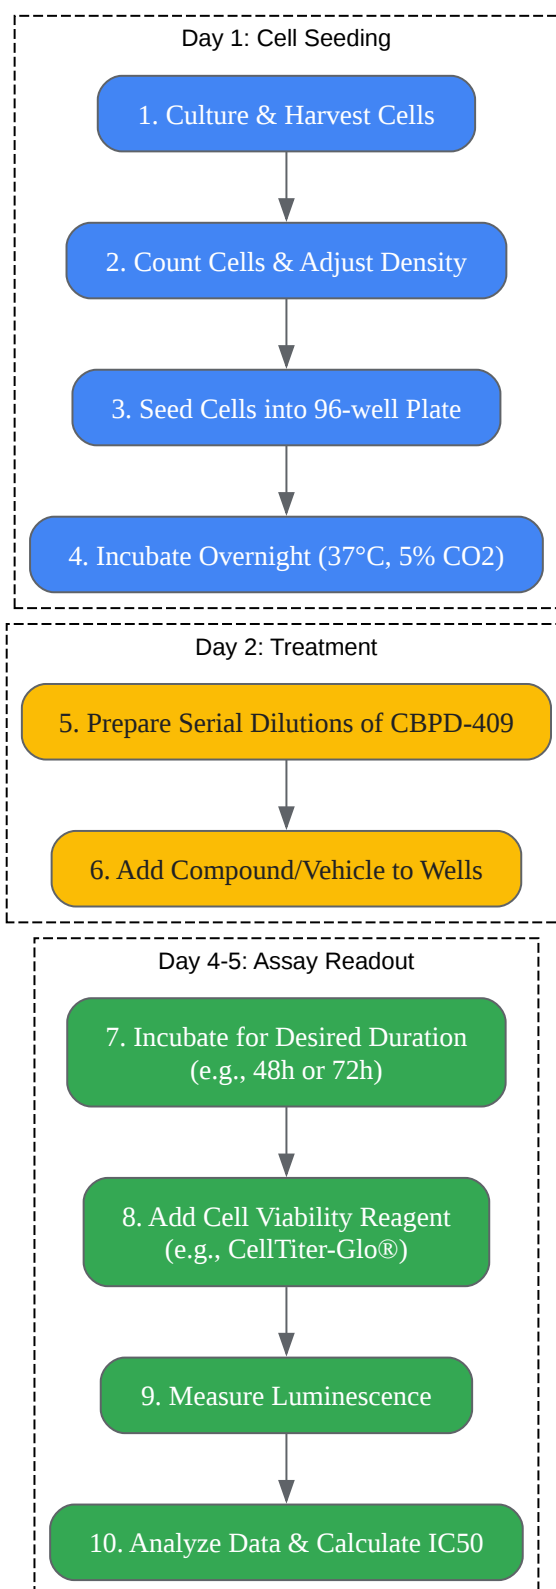 Day 1: Cell Seeding
1. Culture & Harvest Cells
2. Count Cells & Adjust Density
3. Seed Cells into 96-well Plate
4. Incubate Overnight (37°C, 5% CO2)
Day 2: Treatment
5. Prepare Serial Dilutions of CBPD-409
6. Add Compound/Vehicle to Wells
Day 4-5: Assay Readout
7. Incubate for Desired Duration
(e.g., 48h or 72h)
8. Add Cell Viability Reagent
(e.g., CellTiter-Glo®)
9. Measure Luminescence
10. Analyze Data & Calculate IC50